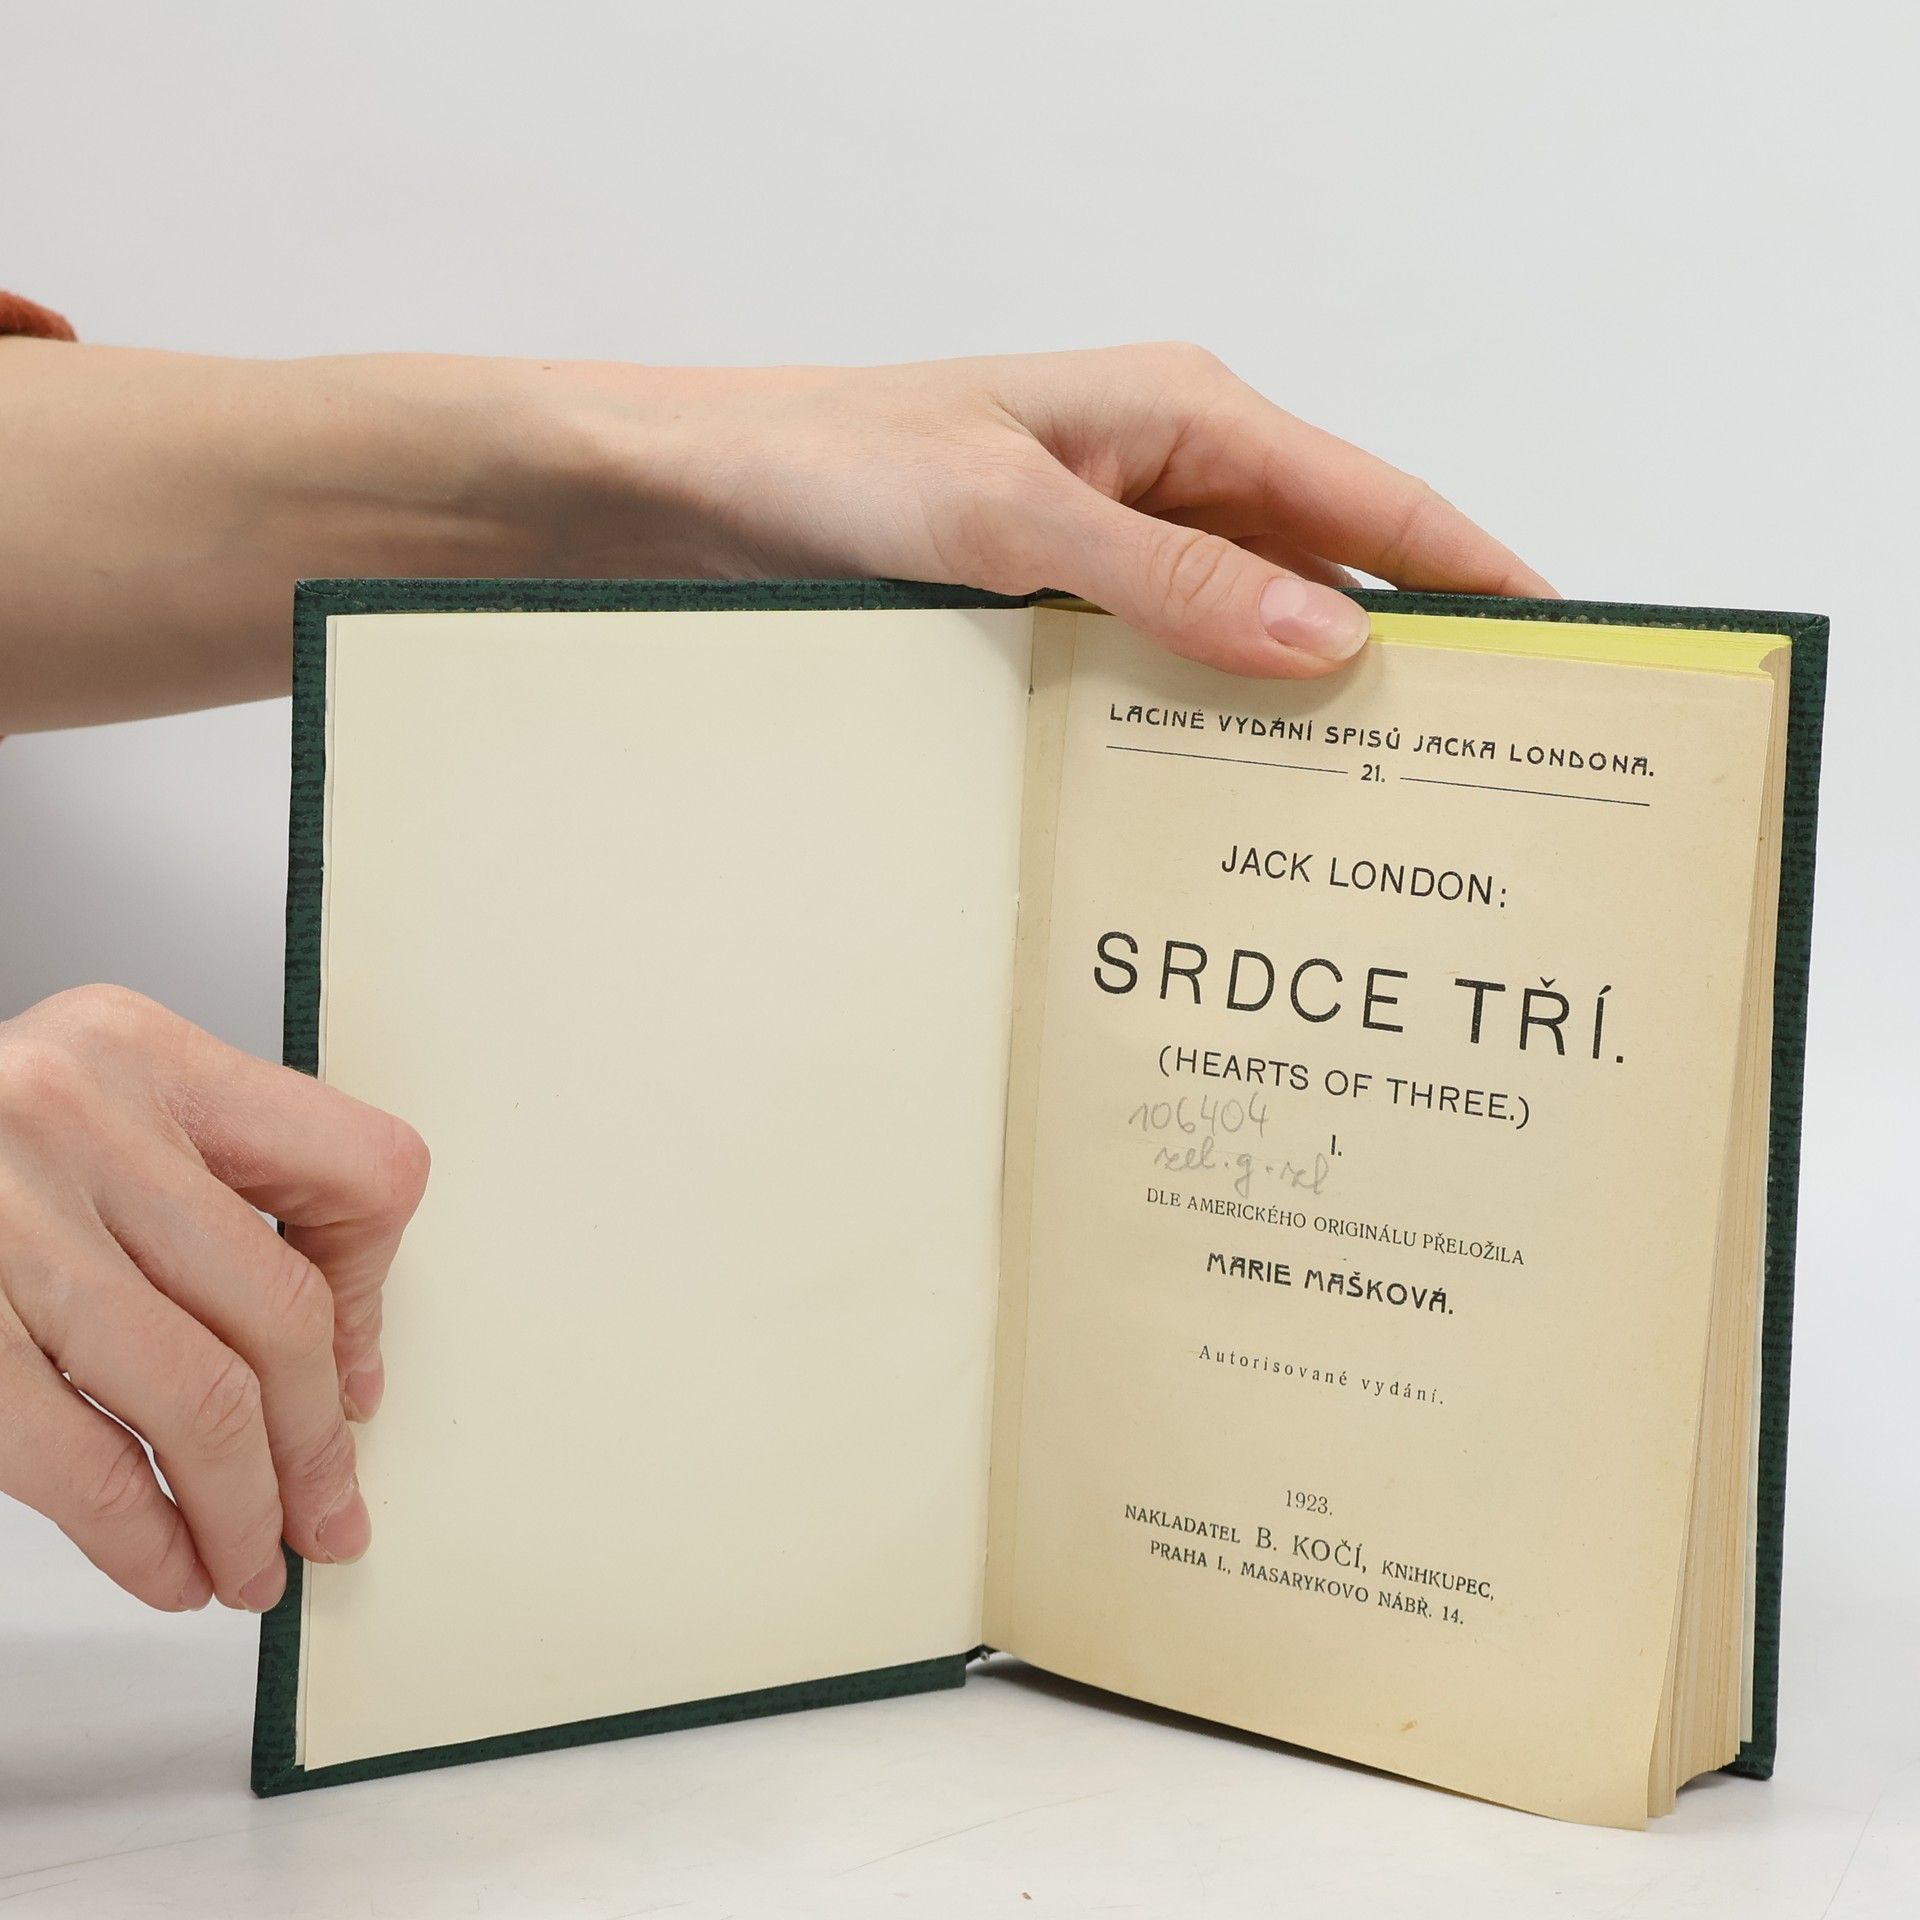 LACINÉ VYDÁNÍ SPISŮ JACKA LONDONA.
21.
JACK LONDON:
SRDCE TŘÍ.
(HEARTS OF THREE.)
106404
I.
DLE AMERICKÉHO ORIGINÁLU PŘELOŽILA
MARIE MAŠKOVÁ.
Autorisované vydání.
1923.
NAKLADATEL B. KOČÍ, KNIHKUPEC,
PRAHA I., MASARYKOVO NÁBŘ. 14.